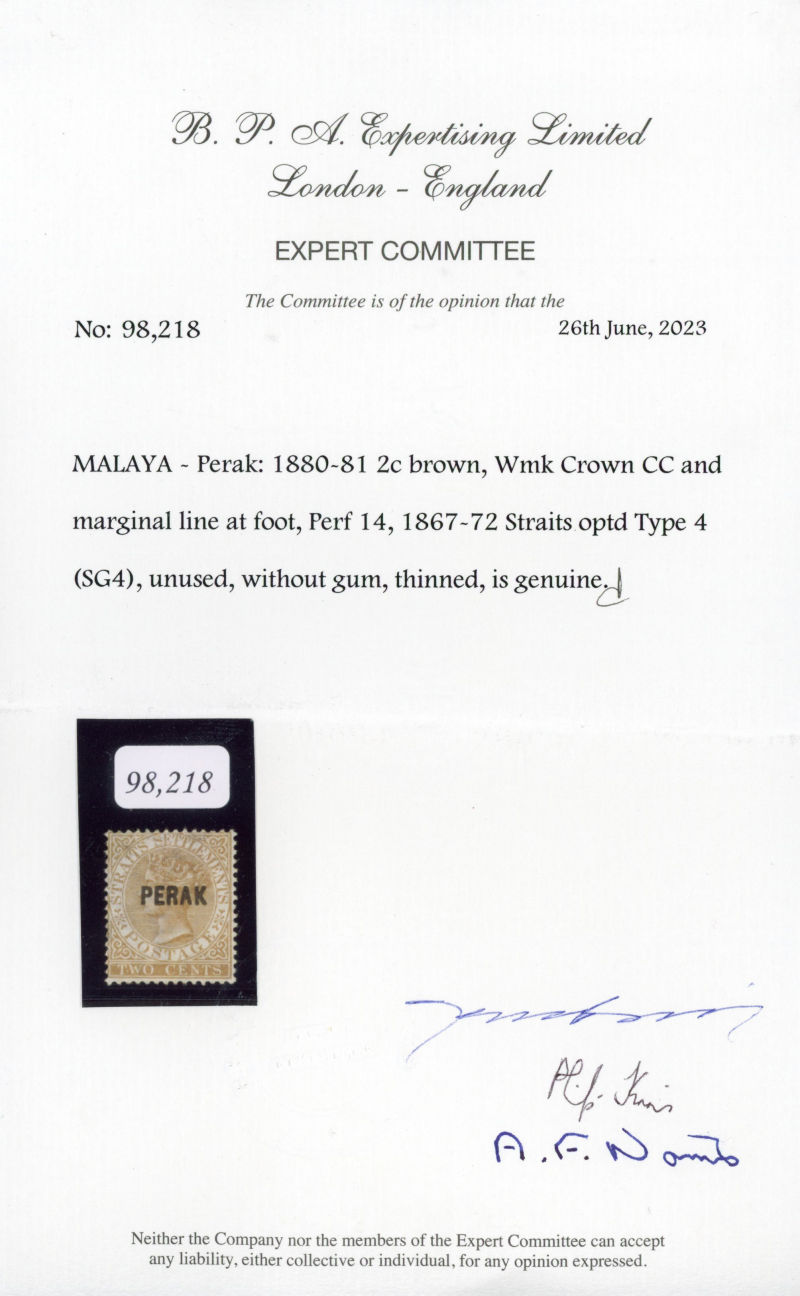 B. P. A. Expertising Limited
London - England
EXPERT COMMITTEE
The Committee is of the opinion that the
No: 98,218
26th June, 2023
MALAYA - Perak: 1880-81 2c brown, Wmk Crown CC and
marginal line at foot, Perf 14, 1867-72 Straits optd Type 4
(SG4), unused, without gum, thinned, is genuine.
98,218
STRAITS SETTLEMENTS
PERAK
POSTAGE
TWO CENTS
A. F. Norris
Neither the Company nor the members of the Expert Committee can accept
any liability, either collective or individual, for any opinion expressed.